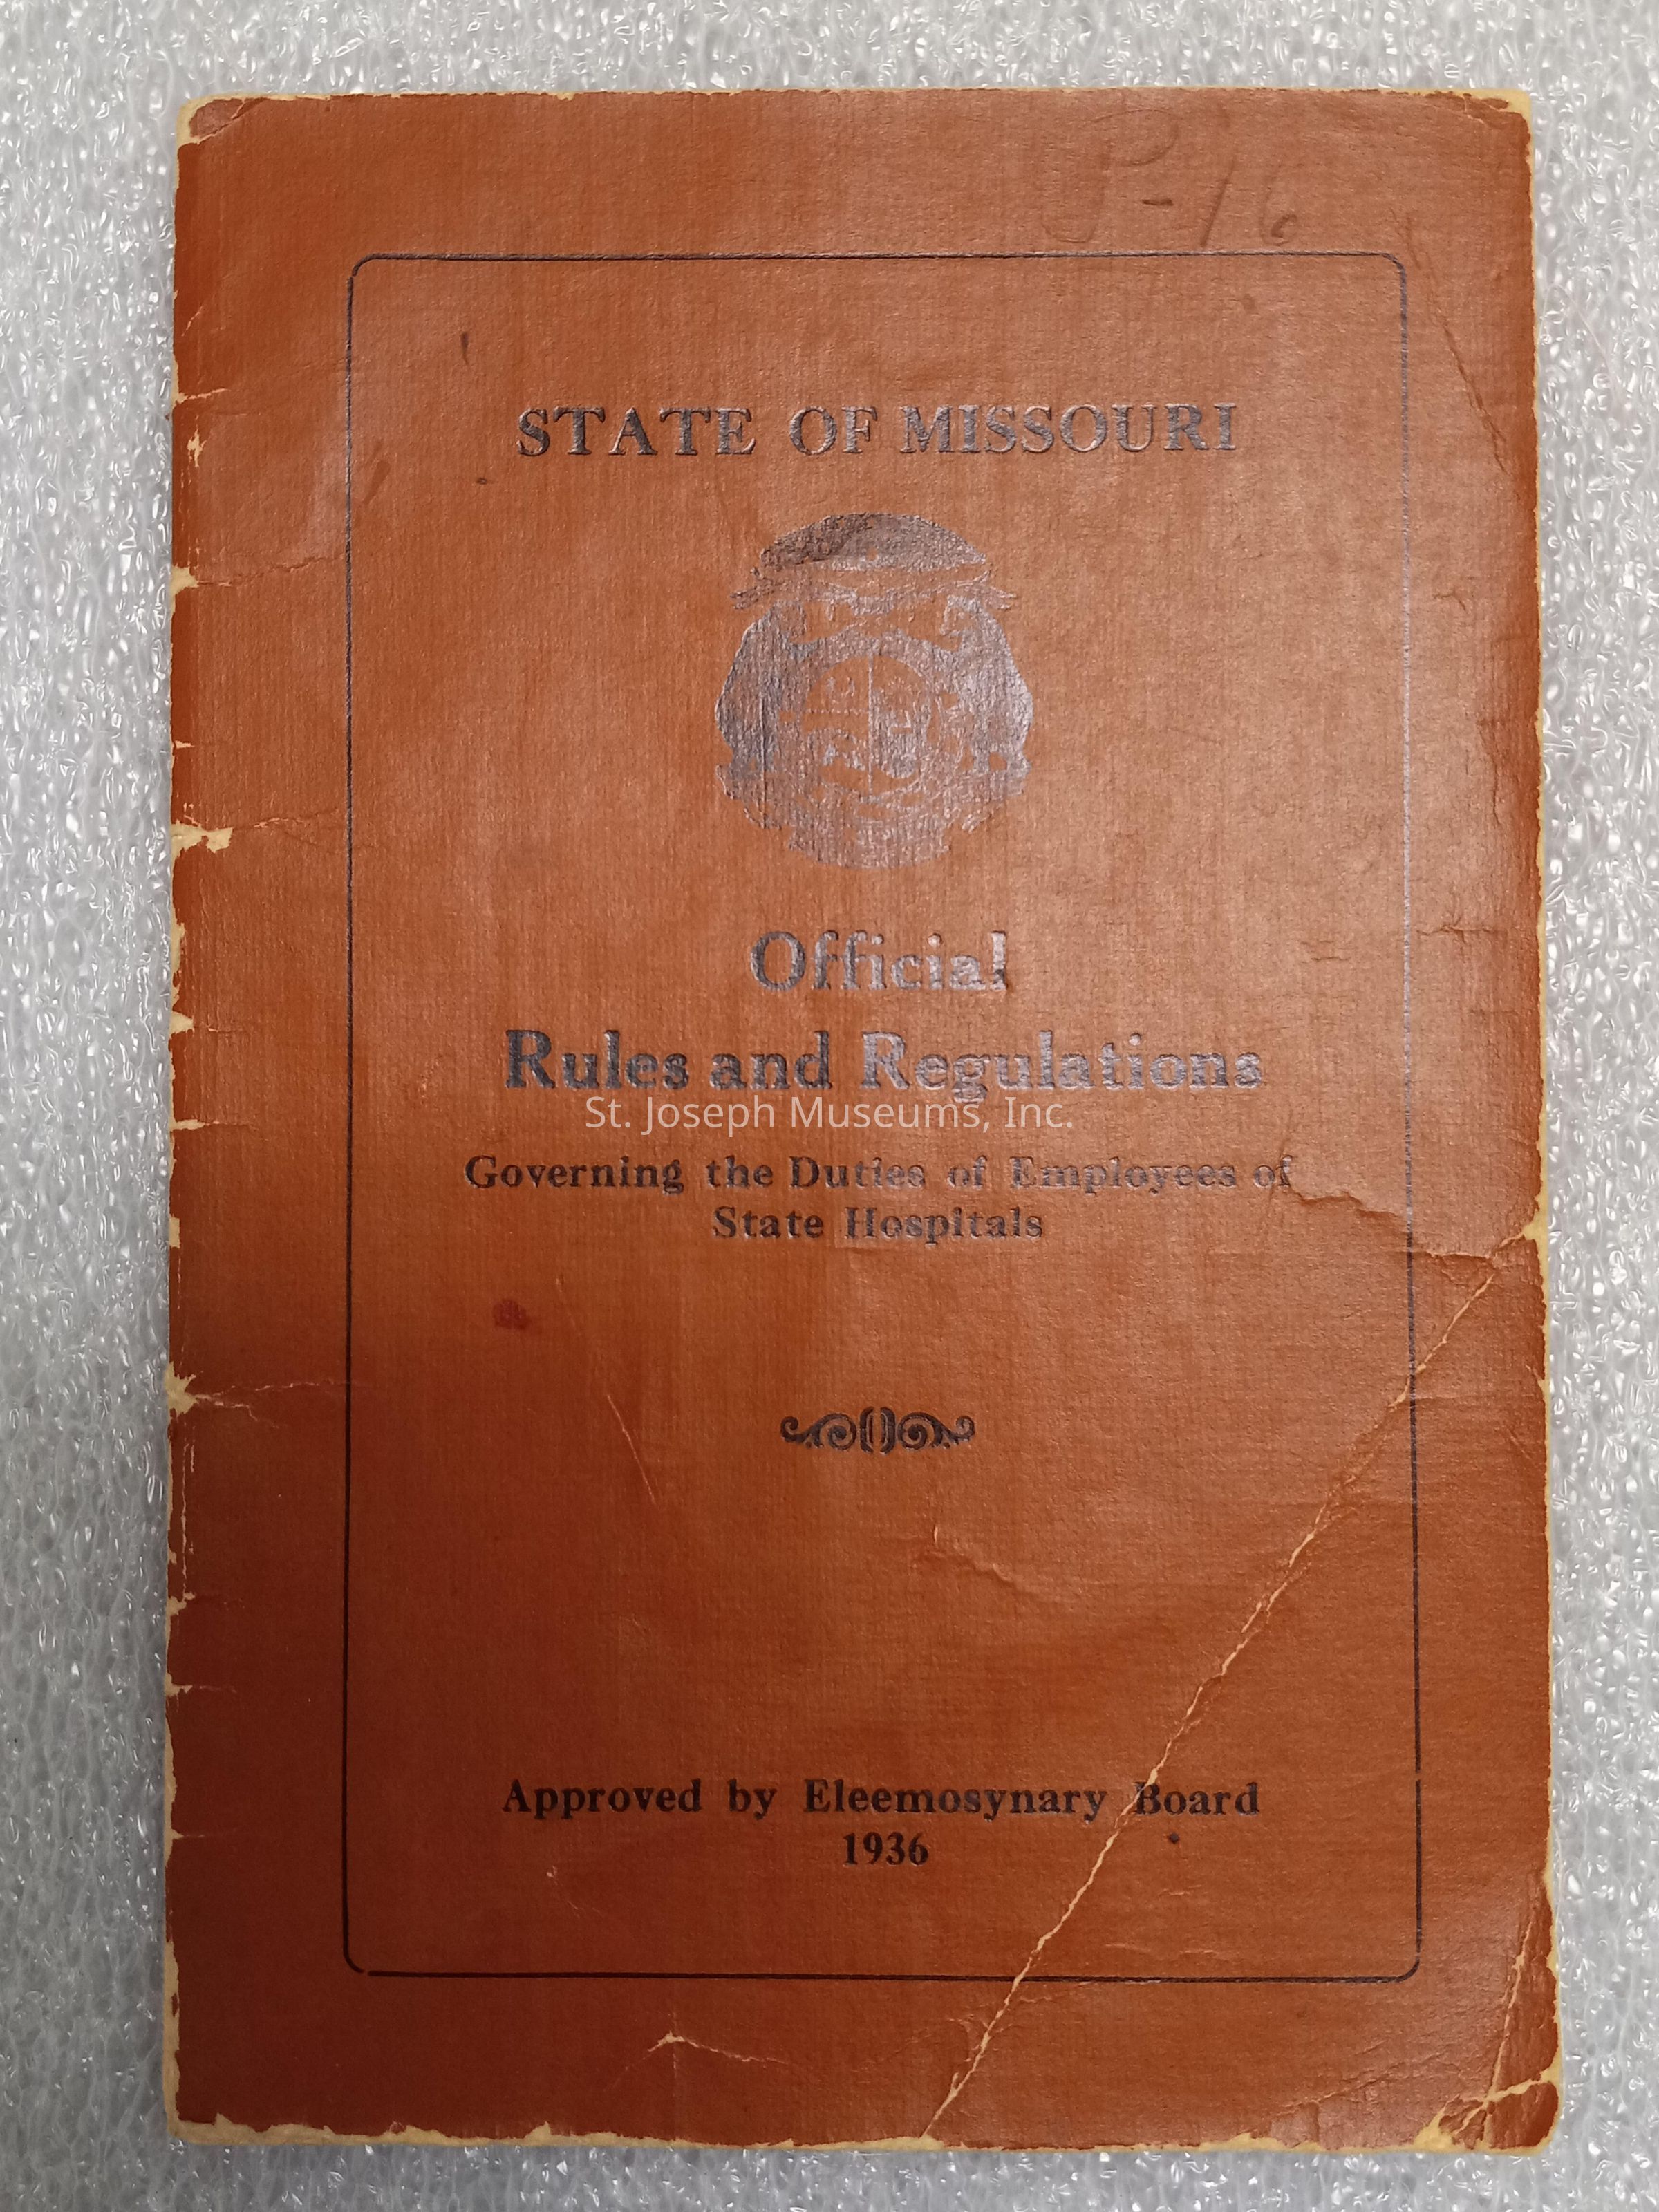 P-16
STATE OF MISSOURI
Official
Rules and Regulations
St. Joseph Museums, Inc.
Governing the Duties of Employees of
State Hospitals
Approved by Eleemosynary Board
1936